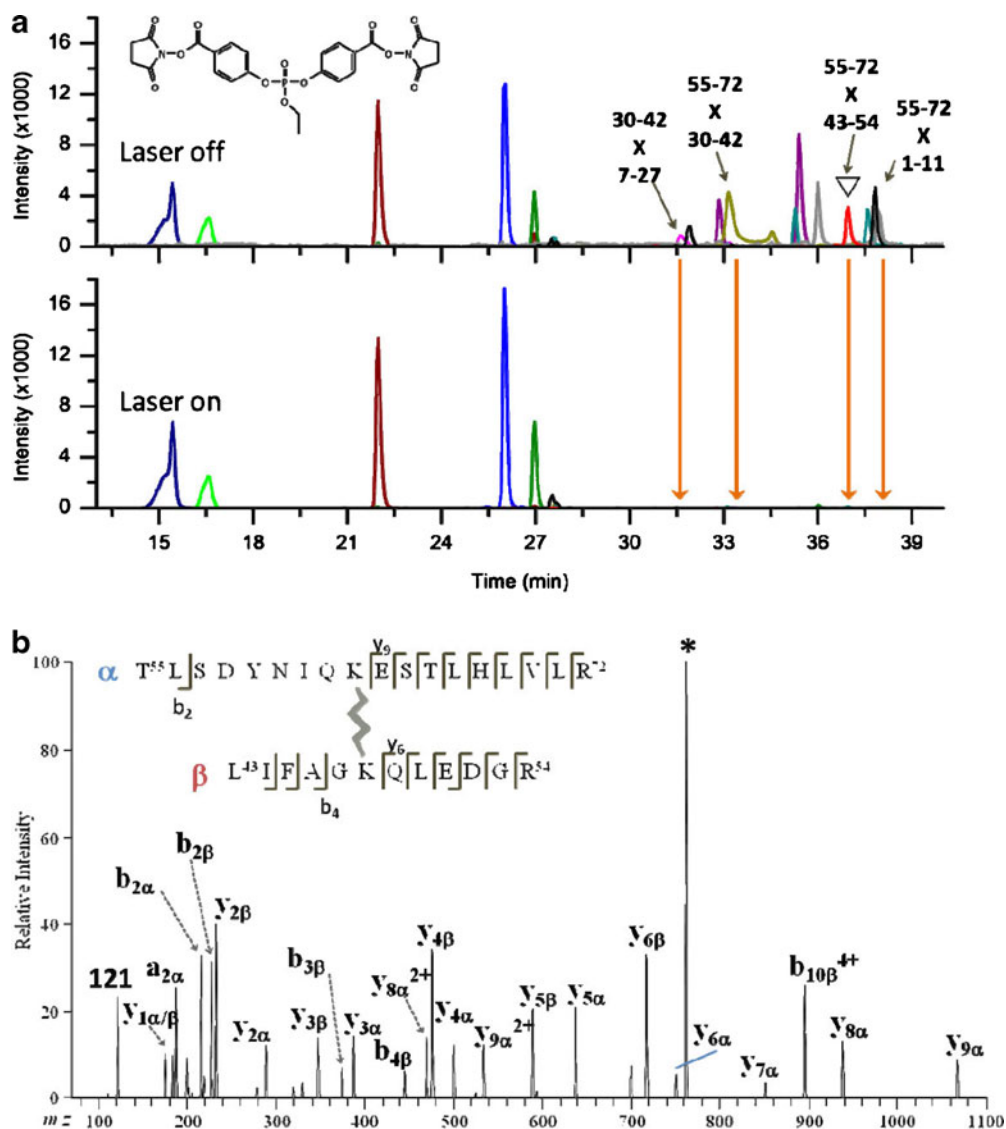 a
16
12
8
4
0
Intensity (x1000)
Laser off
O
O
N
O
O
O
P
O
O
O
O
O
N
O
O
30-42
X
7-27
55-72
X
30-42
55-72
X
43-54
55-72
X
1-11
16
12
8
4
0
Intensity (x1000)
Laser on
15 18 21 24 27 30 33 36 39
Time (min)
b
100
80
60
40
20
0
Relative Intensity
α T55 L S D Y N I Q K E S T L H L V L R72
y9
b2
β L43 I F A G K Q L E D G R54
y6
b4
*
121
y1α/β
a2α
b2α
b2β
y2β
y2α
y3β
b3β
y3α
b4β
y8α2+
y4β
y4α
y9α2+
y5β
y5α
y6β
y6α
y7α
b10β4+
y8α
y9α
m/z 100 200 300 400 500 600 700 800 900 1000 1100